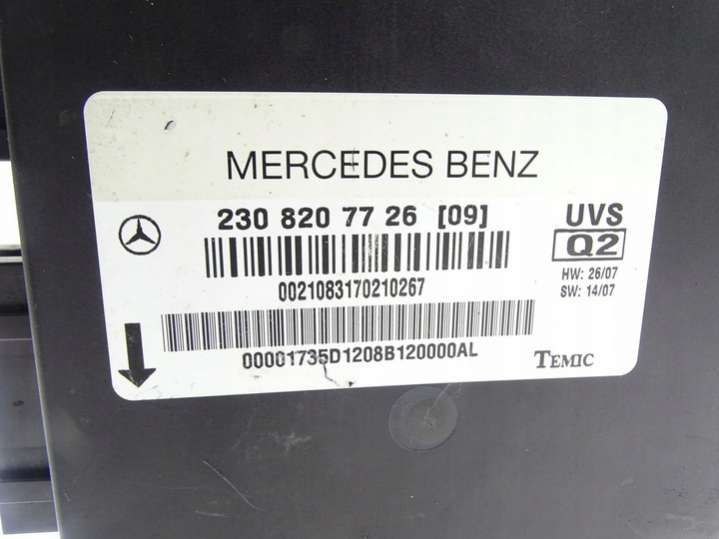 MERCEDES BENZ
230 820 77 26 [09]
UVS
Q2
HW: 26/07
SW: 14/07
0021083170210267
00001735D1208B120000AL
TEMIC